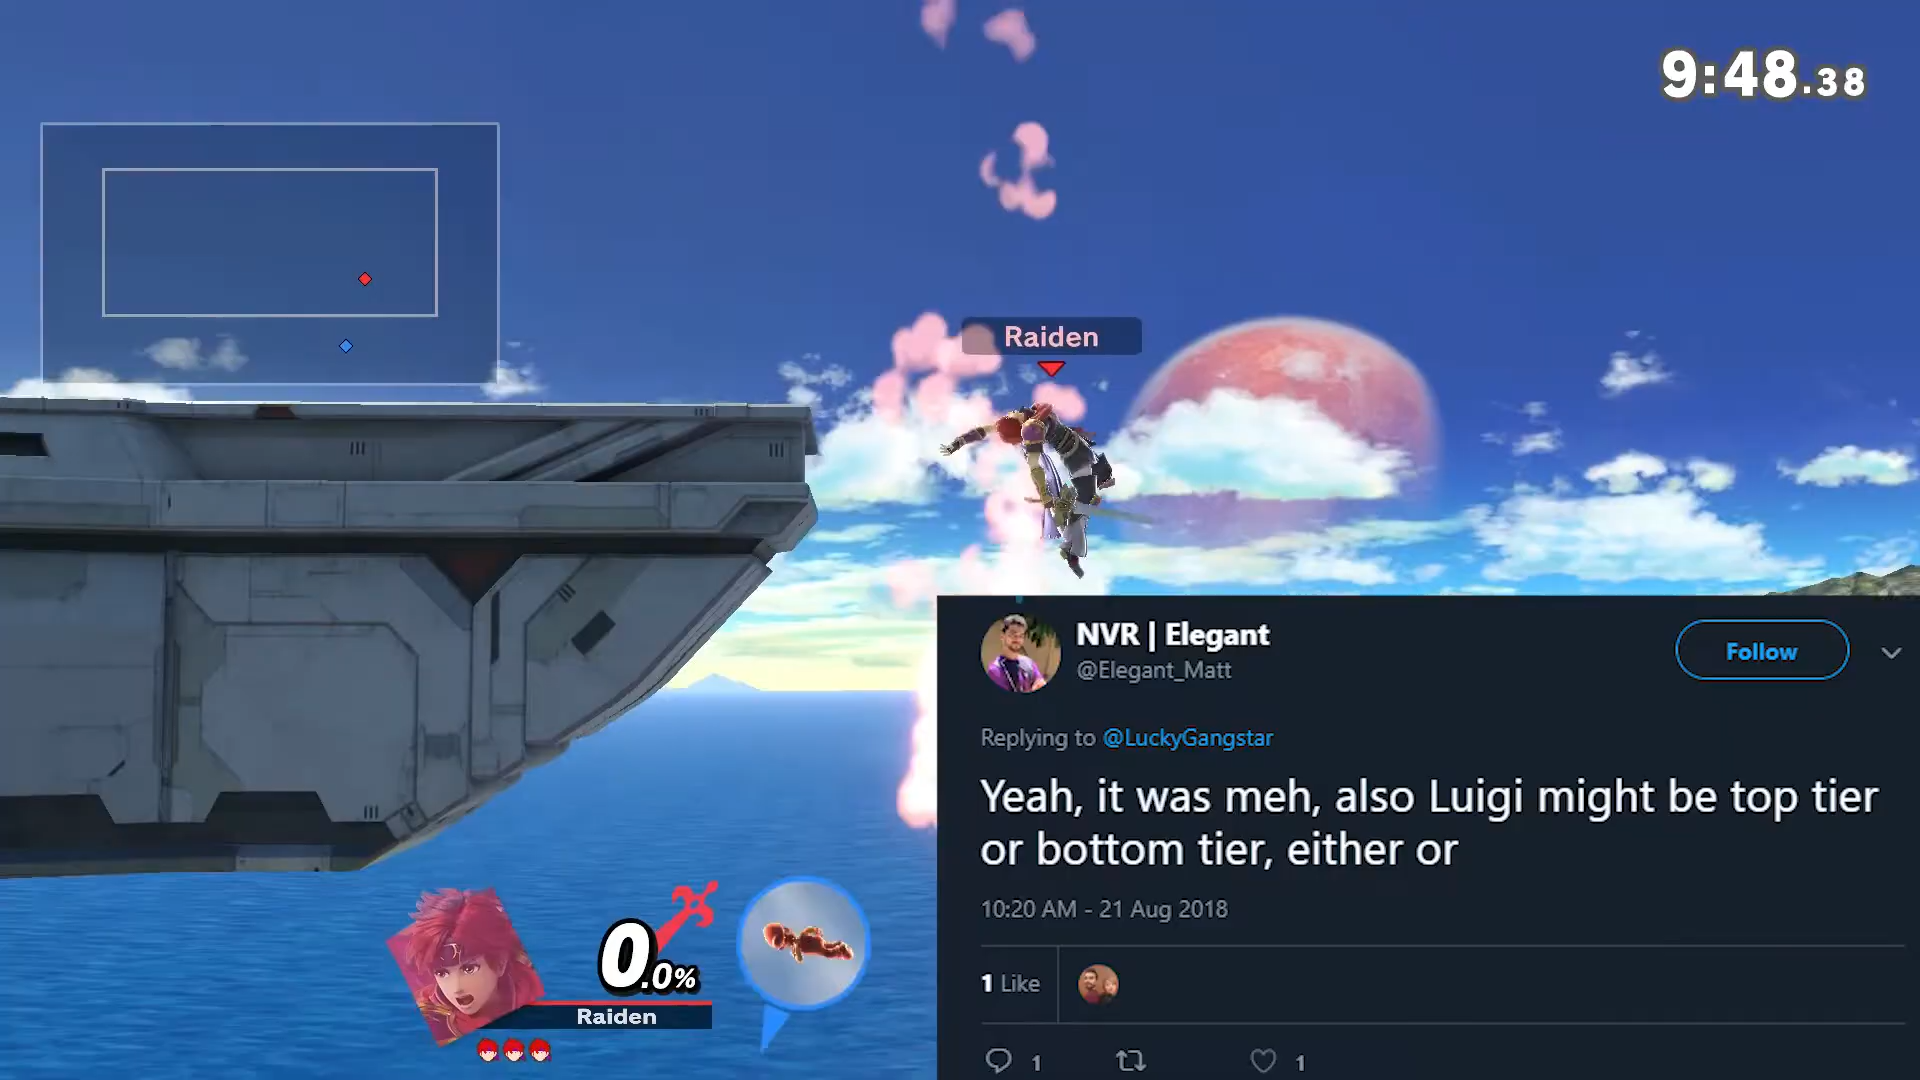 9:48.38
Raiden
NVR | Elegant
@Elegant_Matt
Follow
Replying to @LuckyGangstar
Yeah, it was meh, also Luigi might be top tier
or bottom tier, either or
10:20 AM - 21 Aug 2018
1 Like
1
1
0.0%
Raiden